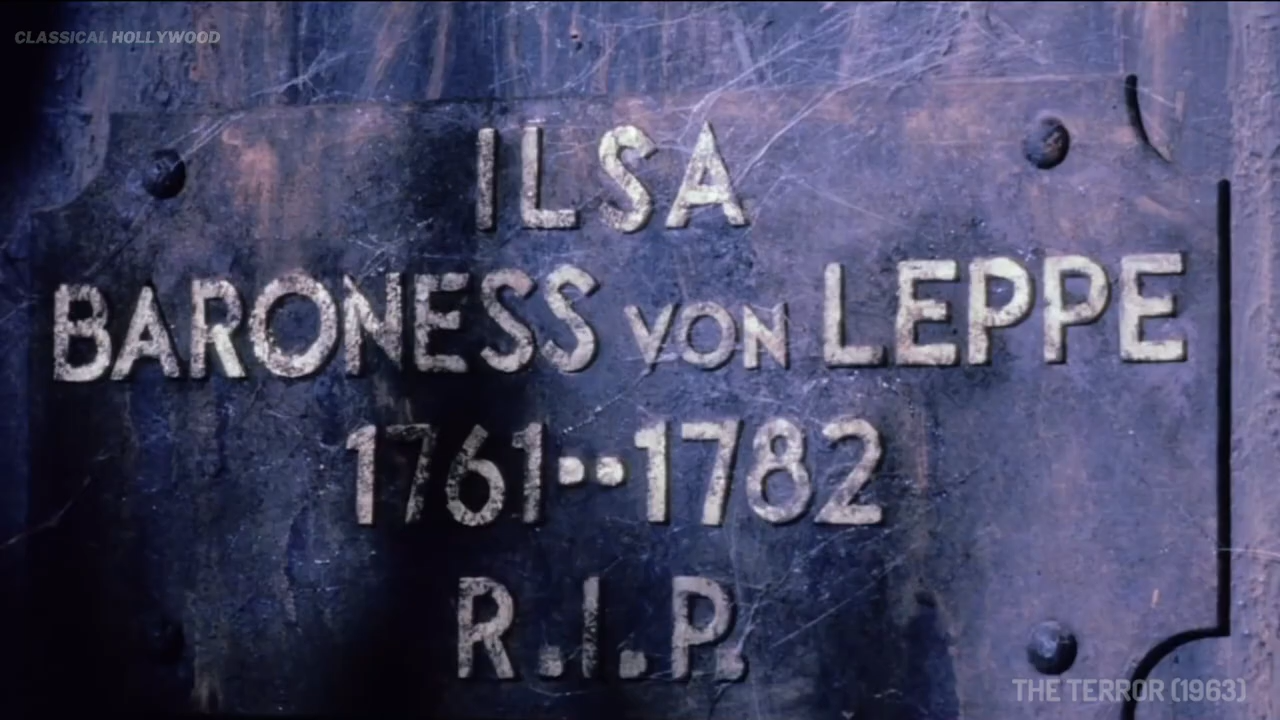 CLASSICAL HOLLYWOOD
ILSA
BARONESS VON LEPPE
1761··1782
R.I.P.
THE TERROR (1963)